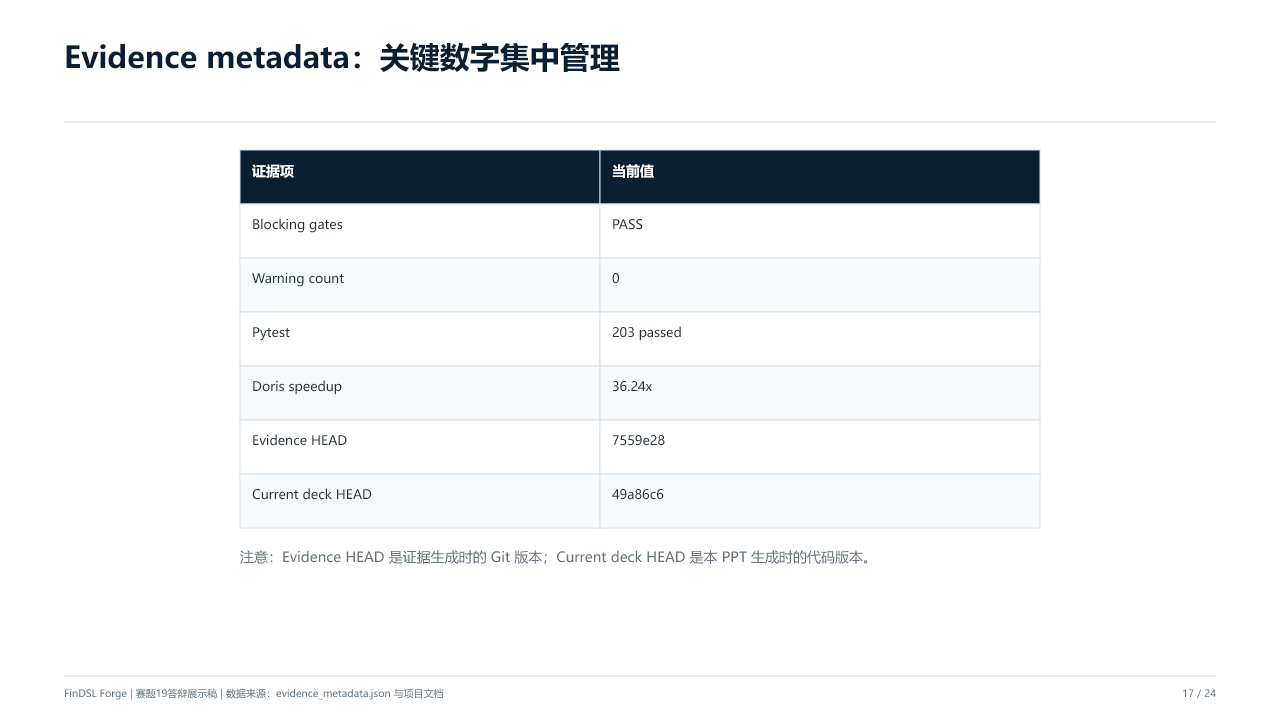 Evidence metadata：关键数字集中管理
证据项 当前值
Blocking gates PASS
Warning count 0
Pytest 203 passed
Doris speedup 36.24x
Evidence HEAD 7559e28
Current deck HEAD 49a86c6
注意：Evidence HEAD 是证据生成时的 Git 版本；Current deck HEAD 是本 PPT 生成时的代码版本。
FinDSL Forge | 赛题19答辩展示稿 | 数据来源：evidence_metadata.json 与项目文档 17 / 24